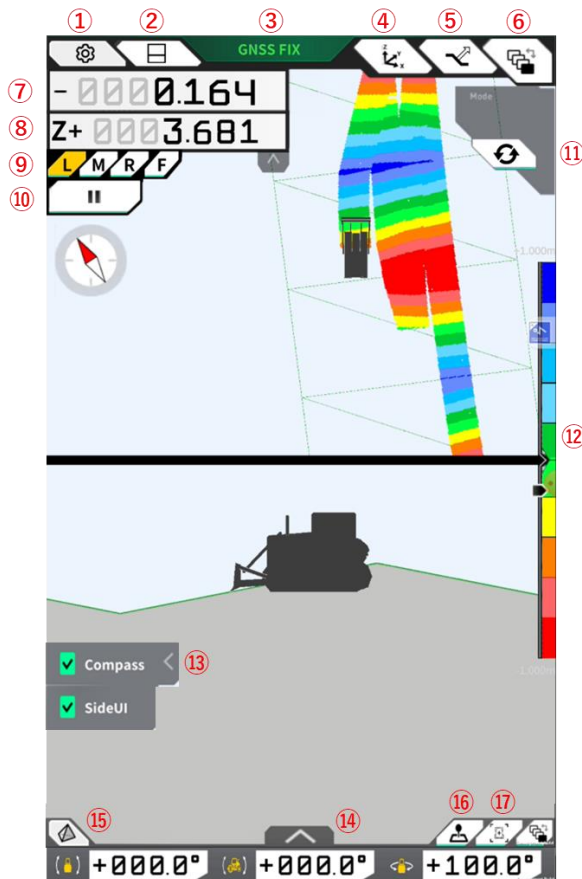 ① ② ③ ④ ⑤ ⑥
GNSS FIX
Z Y X
⑦ - 0000.164
⑧ Z+ 0003.681
Mode
⑨ L M R F
⑪
⑩
-1.000m
⑫
Compass ⑬
SideUI
1.000m
⑮ ⑭ ⑯ ⑰
+000.0° +000.0° +100.0°